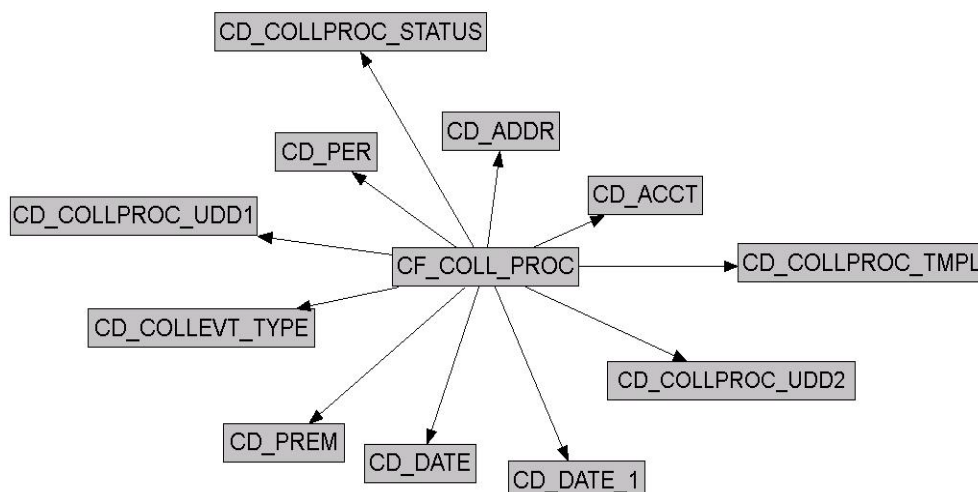 CD_COLLPROC_STATUS
CD_ADDR
CD_PER
CD_ACCT
CD_COLLPROC_UDD1
CF_COLL_PROC
CD_COLLPROC_TMPL
CD_COLLEVT_TYPE
CD_COLLPROC_UDD2
CD_PREM
CD_DATE
CD_DATE_1